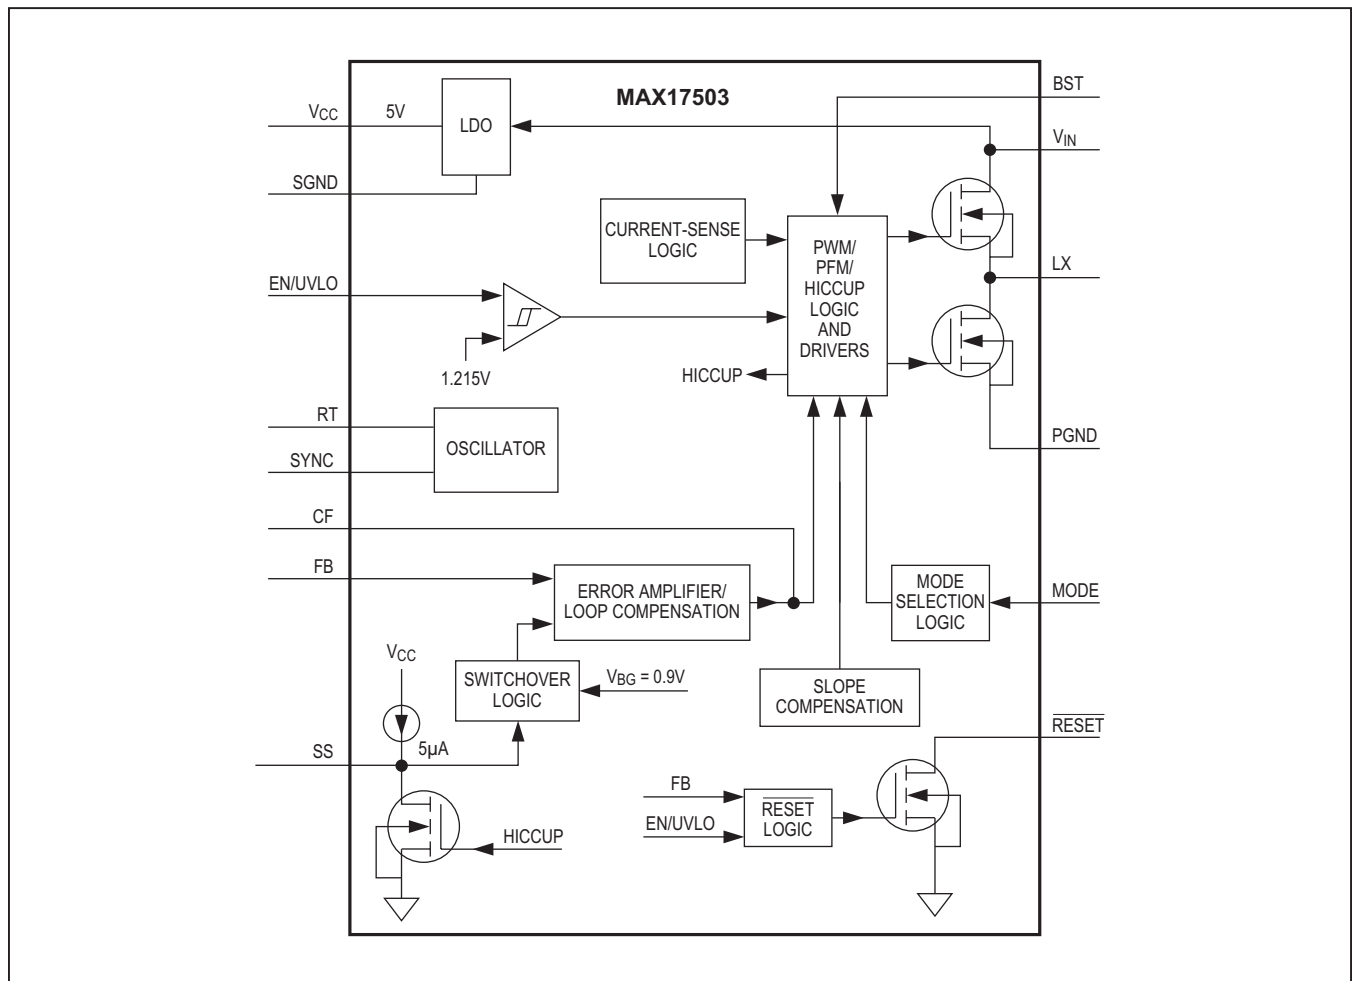 MAX17503
BST
VCC
5V
LDO
VIN
SGND
CURRENT-SENSE
LOGIC
PWM/
PFM/
HICCUP
LOGIC
AND
DRIVERS
LX
EN/UVLO
1.215V
HICCUP
RT
SYNC
OSCILLATOR
PGND
CF
FB
ERROR AMPLIFIER/
LOOP COMPENSATION
MODE
SELECTION
LOGIC
MODE
VCC
SWITCHOVER
LOGIC
VBG = 0.9V
SLOPE
COMPENSATION
RESET
SS
5µA
HICCUP
FB
EN/UVLO
RESET
LOGIC